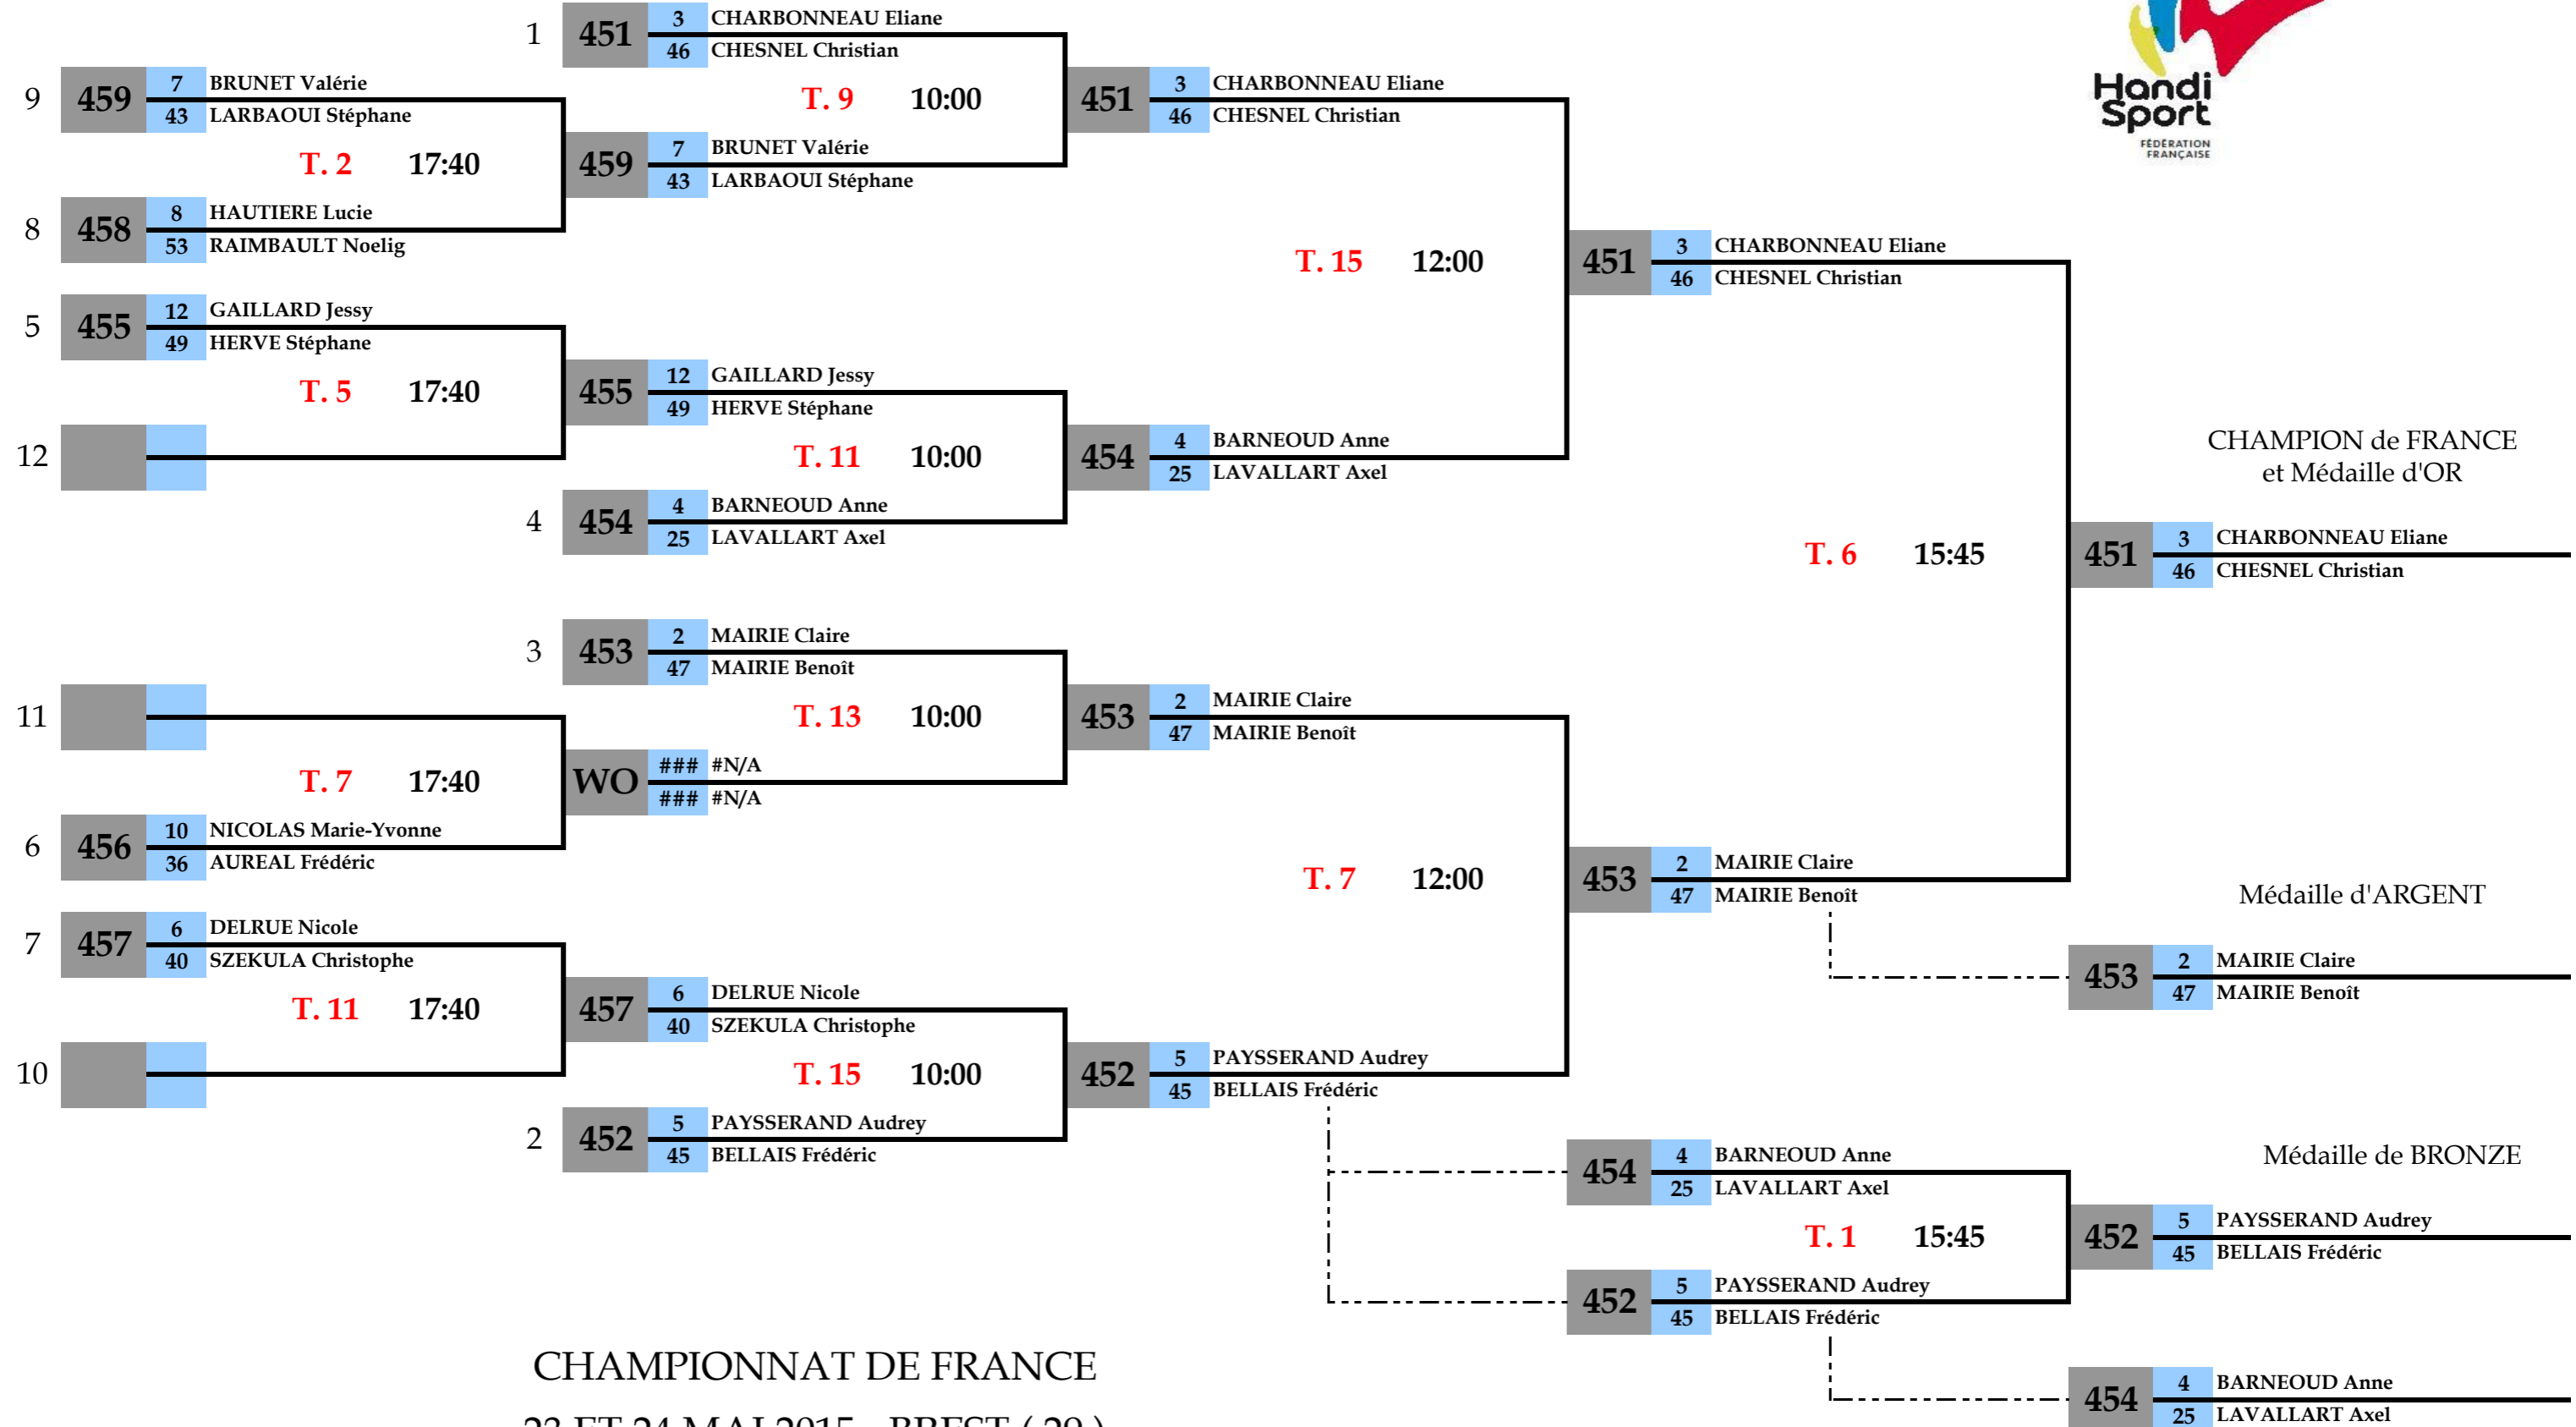 1 451 3 CHARBONNEAU Eliane
46 CHESNEL Christian
9 459 7 BRUNET Valérie
43 LARBAOUI Stéphane
T. 2 17:40
8 458 8 HAUTIERE Lucie
53 RAIMBAULT Noelig
T. 9 10:00
459 7 BRUNET Valérie
43 LARBAOUI Stéphane
5 455 12 GAILLARD Jessy
49 HERVE Stéphane
T. 5 17:40
12
455 12 GAILLARD Jessy
49 HERVE Stéphane
T. 11 10:00
4 454 4 BARNEOUD Anne
25 LAVALLART Axel
3 453 2 MAIRIE Claire
47 MAIRIE Benoît
T. 13 10:00
11
T. 7 17:40
WO ### #N/A
### #N/A
6 456 10 NICOLAS Marie-Yvonne
36 AUREAL Frédéric
7 457 6 DELRUE Nicole
40 SZEKULA Christophe
T. 11 17:40
10
457 6 DELRUE Nicole
40 SZEKULA Christophe
T. 15 10:00
2 452 5 PAYSSERAND Audrey
45 BELLAIS Frédéric
451 3 CHARBONNEAU Eliane
46 CHESNEL Christian
T. 15 12:00
454 4 BARNEOUD Anne
25 LAVALLART Axel
453 2 MAIRIE Claire
47 MAIRIE Benoît
T. 7 12:00
452 5 PAYSSERAND Audrey
45 BELLAIS Frédéric
451 3 CHARBONNEAU Eliane
46 CHESNEL Christian
T. 6 15:45
453 2 MAIRIE Claire
47 MAIRIE Benoît
454 4 BARNEOUD Anne
25 LAVALLART Axel
T. 1 15:45
452 5 PAYSSERAND Audrey
45 BELLAIS Frédéric
Handi
Sport
FÉDÉRATION
FRANÇAISE
CHAMPION de FRANCE
et Médaille d'OR
451 3 CHARBONNEAU Eliane
46 CHESNEL Christian
Médaille d'ARGENT
453 2 MAIRIE Claire
47 MAIRIE Benoît
Médaille de BRONZE
452 5 PAYSSERAND Audrey
45 BELLAIS Frédéric
454 4 BARNEOUD Anne
25 LAVALLART Axel
CHAMPIONNAT DE FRANCE
23 ET 24 MAI 2015 - BREST ( 29 )